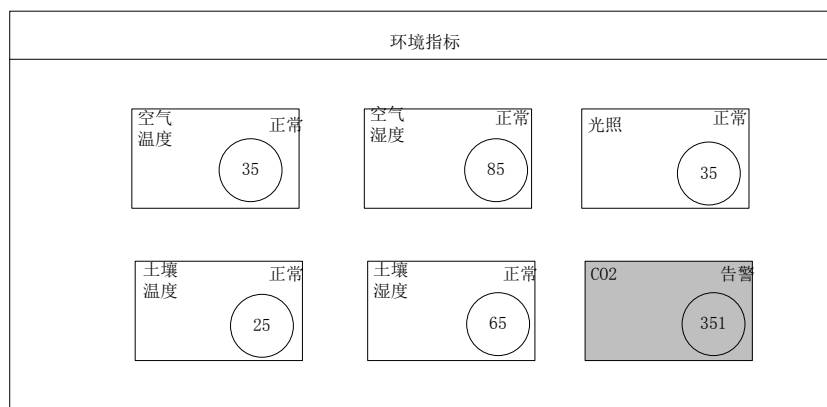 环境指标
空气
温度
正常
35
空气
湿度
正常
85
光照
正常
35
土壤
温度
正常
25
土壤
湿度
正常
65
CO2
告警
351